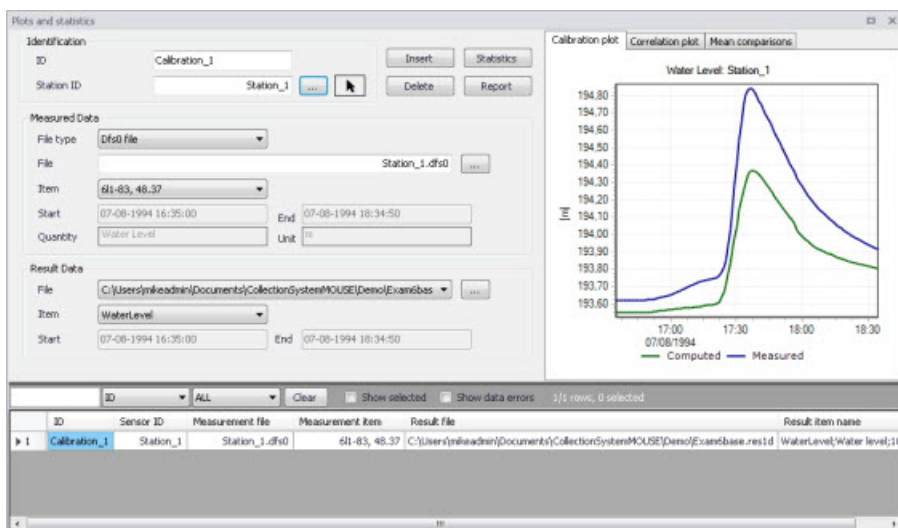 Plots and statistics
Identification
ID Calibration_1
Station ID Station_1 ...
Insert Statistics
Delete Report
Measured Data
File type Dfs0 file
File Station_1.dfs0 ...
Item 6l1-83, 48.37
Start 07-08-1994 16:35:00 End 07-08-1994 18:34:50
Quantity Water Level Unit m
Result Data
File C:\Users\mikeadmin\Documents\CollectionSystemMOUSE\Demo\Exam6bas ...
Item WaterLevel
Start 07-08-1994 16:35:00 End 07-08-1994 18:34:50
Calibration plot Correlation plot Mean comparisons
Water Level: Station_1
194.80
194.70
194.60
194.50
194.40
194.30
194.20
194.10
194.00
193.90
193.80
193.70
193.60
[m]
17:00 17:30 18:00 18:30
07/08/1994
Computed Measured
ID ALL Clear Show selected Show data errors 1/1 rows, 0 selected
ID Sensor ID Measurement file Measurement item Result file Result item name
1 Calibration_1 Station_1 Station_1.dfs0 6l1-83, 48.37 C:\Users\mikeadmin\Documents\CollectionSystemMOUSE\Demo\Exam6base.res1d WaterLevel;Water level;1